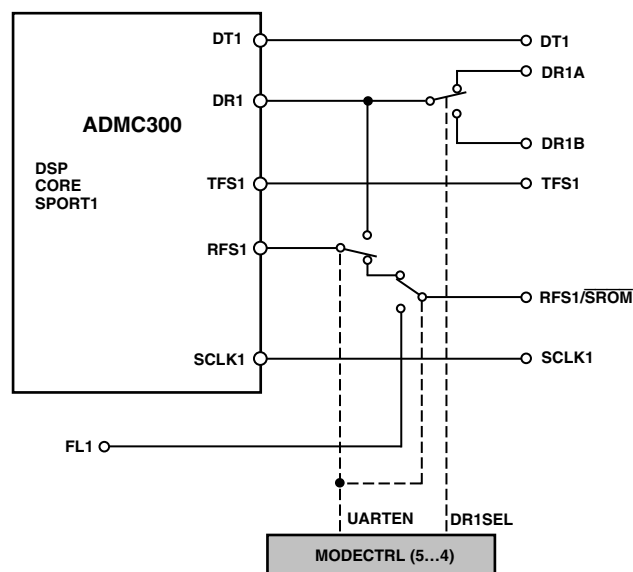 DT1
DT1
DR1A
DR1
ADMC300
DR1B
DSP
CORE
SPORT1
TFS1
TFS1
RFS1
RFS1/SROM
SCLK1
SCLK1
FL1
UARTEN
DR1SEL
MODECTRL (5...4)